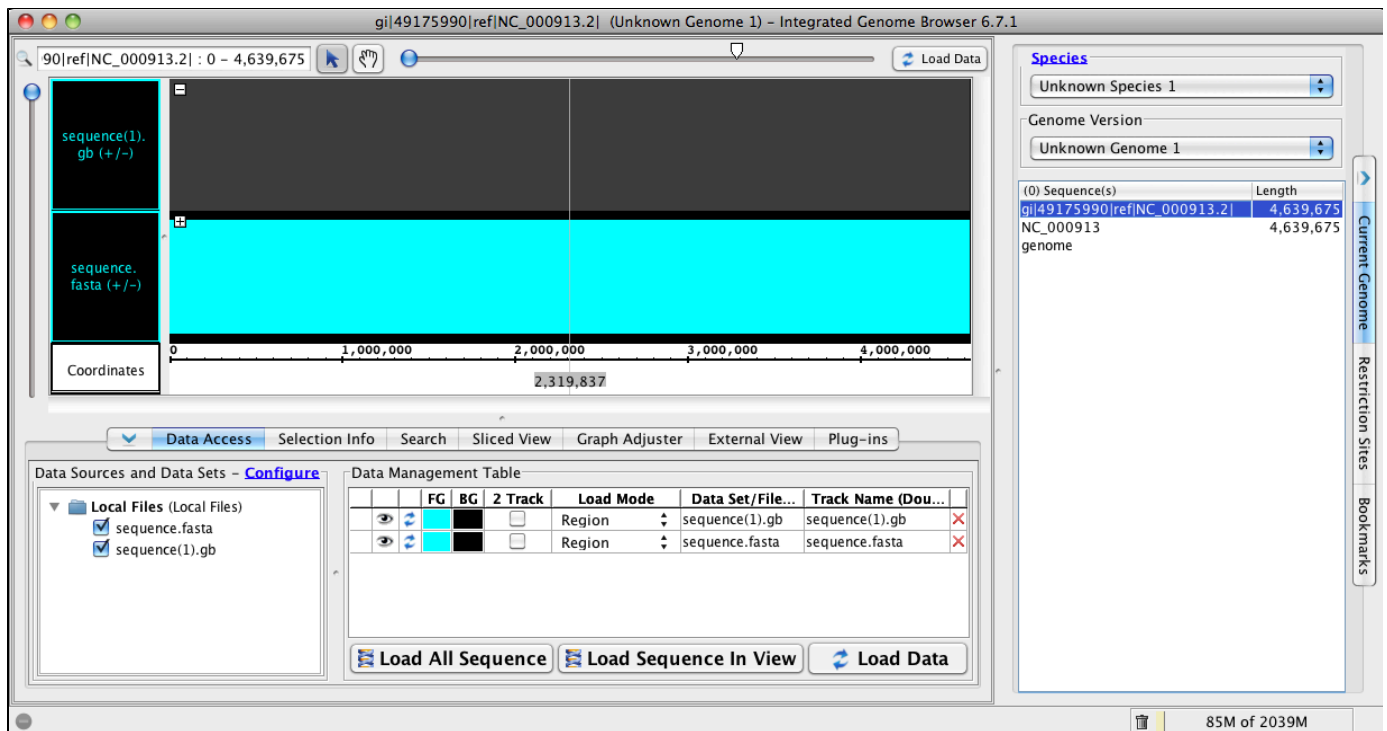 gi|49175990|ref|NC_000913.2|  (Unknown Genome 1) – Integrated Genome Browser 6.7.1
90|ref|NC_000913.2| : 0 – 4,639,675
Load Data
sequence(1).
gb (+/-)
sequence.
fasta (+/-)
Coordinates
0 1,000,000 2,000,000 3,000,000 4,000,000
2,319,837
Species
Unknown Species 1
Genome Version
Unknown Genome 1
(0) Sequence(s) Length
gi|49175990|ref|NC_000913.2| 4,639,675
NC_000913 4,639,675
genome
Current Genome
Restriction Sites
Bookmarks
Data Access Selection Info Search Sliced View Graph Adjuster External View Plug-ins
Data Sources and Data Sets – Configure
Local Files (Local Files)
sequence.fasta
sequence(1).gb
Data Management Table
FG BG 2 Track Load Mode Data Set/File... Track Name (Dou...
Region sequence(1).gb sequence(1).gb
Region sequence.fasta sequence.fasta
Load All Sequence Load Sequence In View Load Data
85M of 2039M